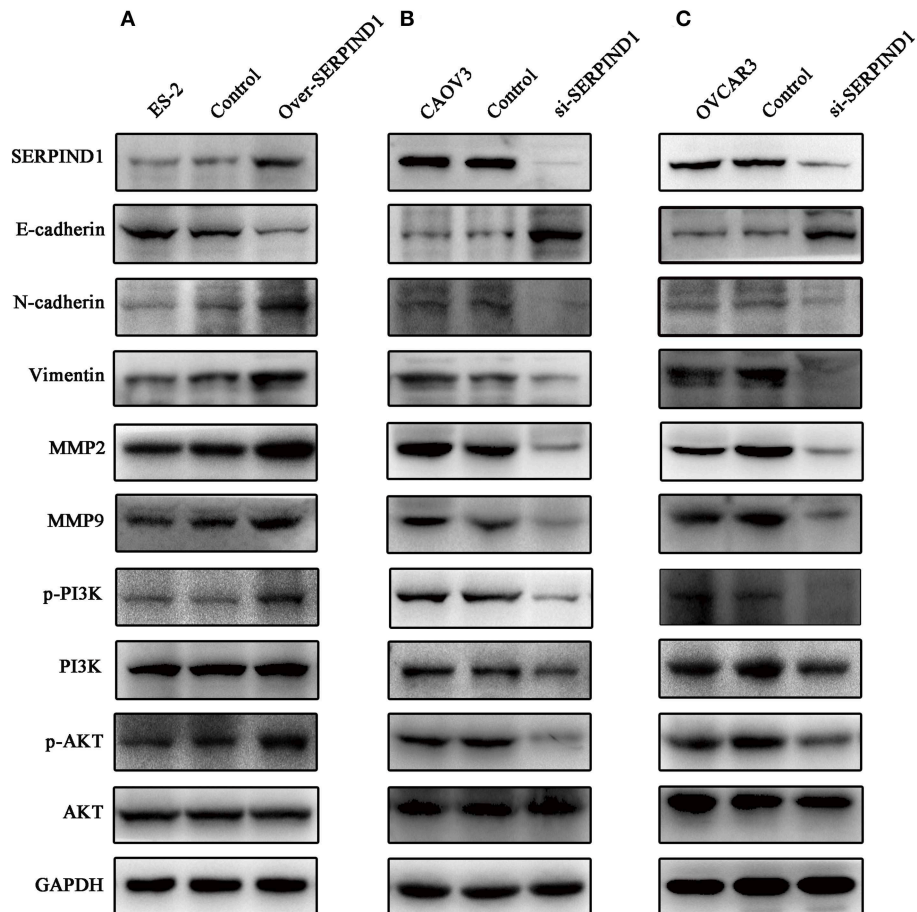 A
B
C
ES-2
Control
Over-SERPIND1
CAOV3
Control
si-SERPIND1
OVCAR3
Control
si-SERPIND1
SERPIND1
E-cadherin
N-cadherin
Vimentin
MMP2
MMP9
p-PI3K
PI3K
p-AKT
AKT
GAPDH